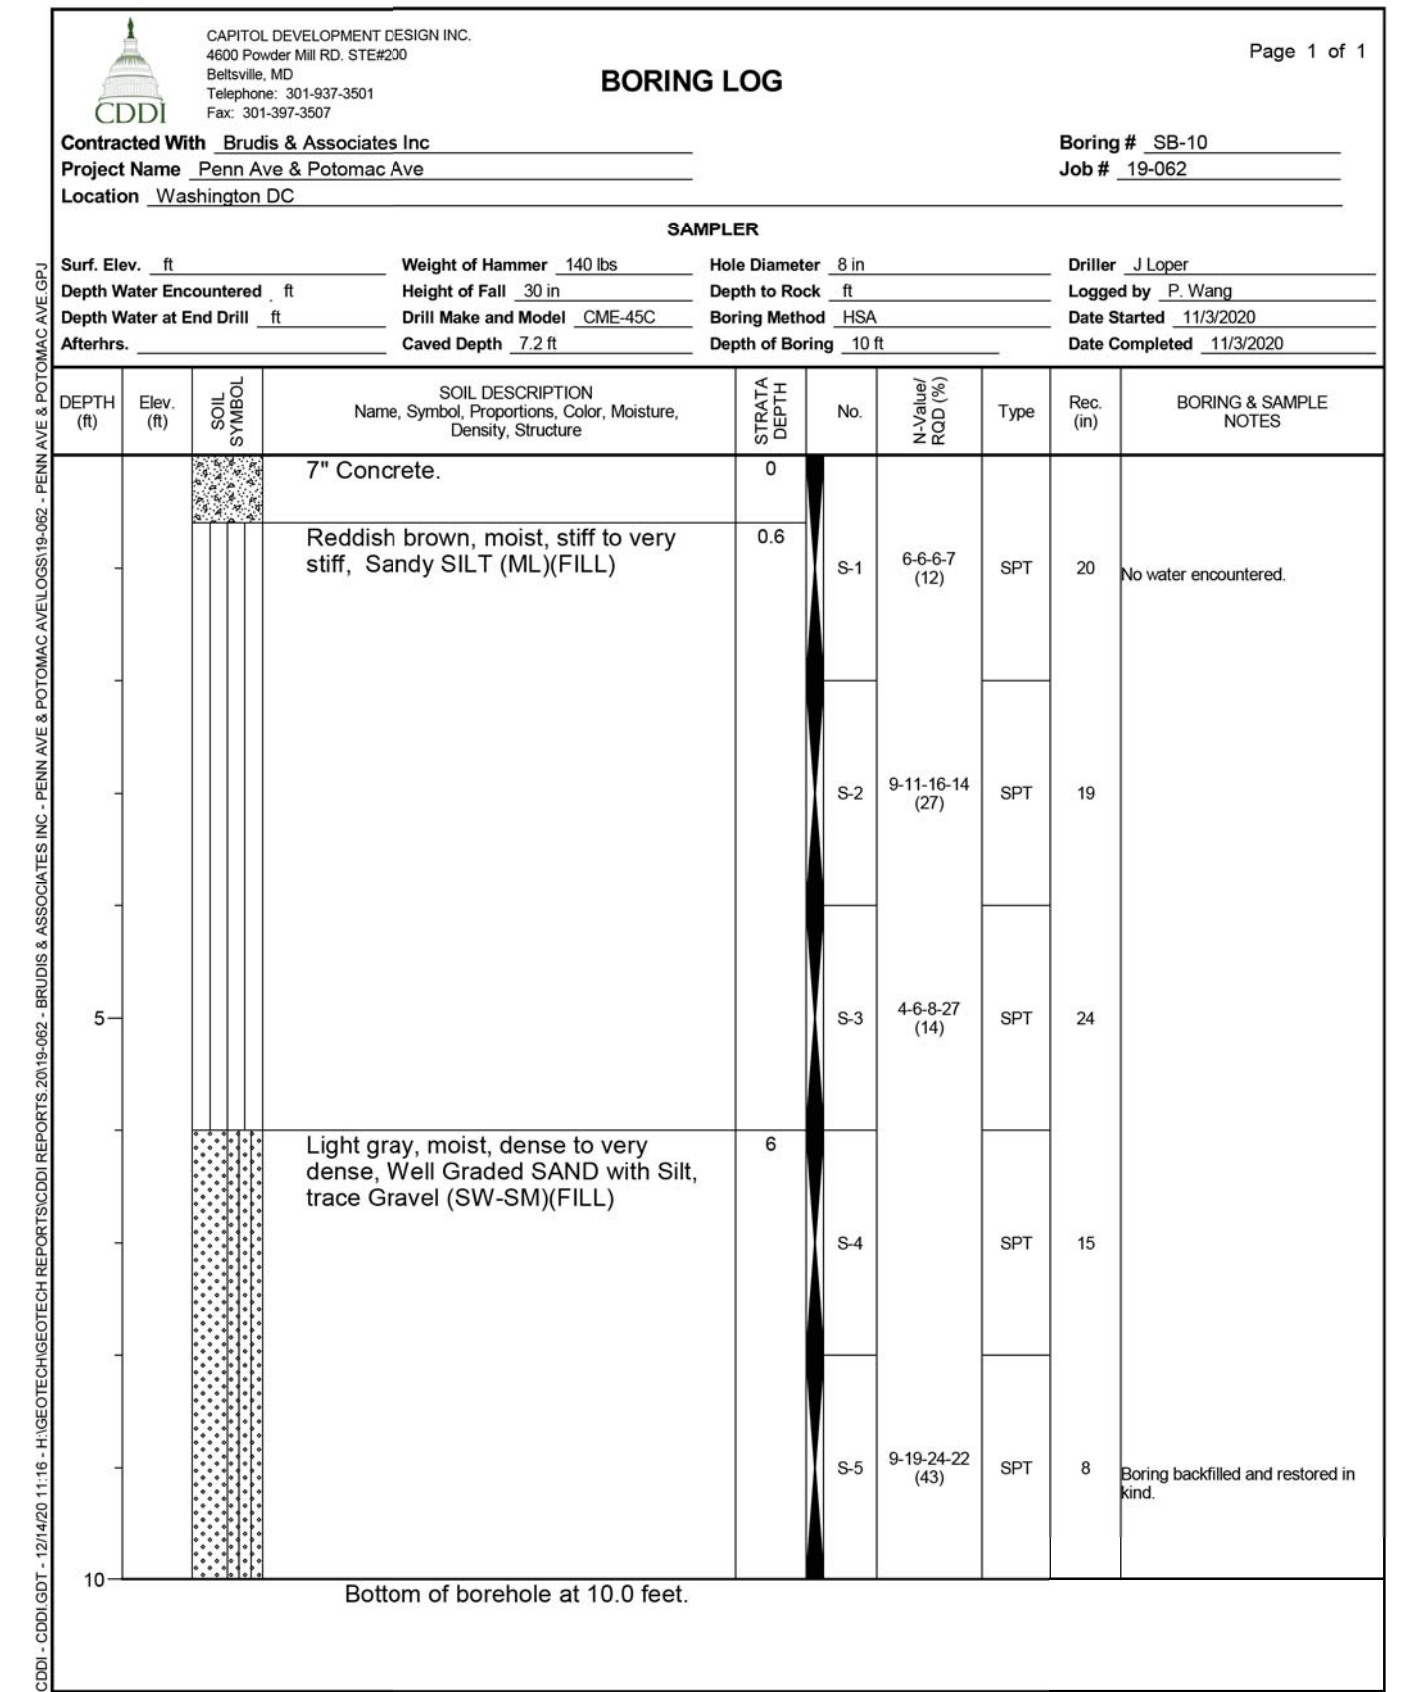 CAPITOL DEVELOPMENT DESIGN INC.
4600 Powder Mill RD. STE#200
Beltsville, MD
Telephone: 301-937-3501
Fax: 301-397-3507
CDDI
BORING LOG
Page 1 of 1
Contracted With Brudis & Associates Inc
Boring # SB-10
Project Name Penn Ave & Potomac Ave
Job # 19-062
Location Washington DC
SAMPLER
Surf. Elev. ft Weight of Hammer 140 lbs Hole Diameter 8 in Driller J Loper
Depth Water Encountered ft Height of Fall 30 in Depth to Rock ft Logged by P. Wang
Depth Water at End Drill ft Drill Make and Model CME-45C Boring Method HSA Date Started 11/3/2020
Afterhrs. Caved Depth 7.2 ft Depth of Boring 10 ft Date Completed 11/3/2020
DEPTH
(ft)
Elev.
(ft)
SOIL
SYMBOL
SOIL DESCRIPTION
Name, Symbol, Proportions, Color, Moisture,
Density, Structure
STRATA
DEPTH
No.
N-Value/
RQD (%)
Type
Rec.
(in)
BORING & SAMPLE
NOTES
7" Concrete. 0
Reddish brown, moist, stiff to very 0.6
stiff, Sandy SILT (ML)(FILL)
S-1 6-6-6-7 SPT 20 No water encountered.
(12)
S-2 9-11-16-14 SPT 19
(27)
5 S-3 4-6-8-27 SPT 24
(14)
Light gray, moist, dense to very 6
dense, Well Graded SAND with Silt,
trace Gravel (SW-SM)(FILL)
S-4 SPT 15
S-5 9-19-24-22 SPT 8 Boring backfilled and restored in
(43) kind.
10
Bottom of borehole at 10.0 feet.
CDDI - CDDI.GDT - 12/14/20 11:16 - H:\GEOTECH\GEOTECH REPORTS\CDDI REPORTS.20\19-062 - BRUDIS & ASSOCIATES INC - PENN AVE & POTOMAC AVE\LOGS\19-062 - PENN AVE & POTOMAC AVE.GPJ